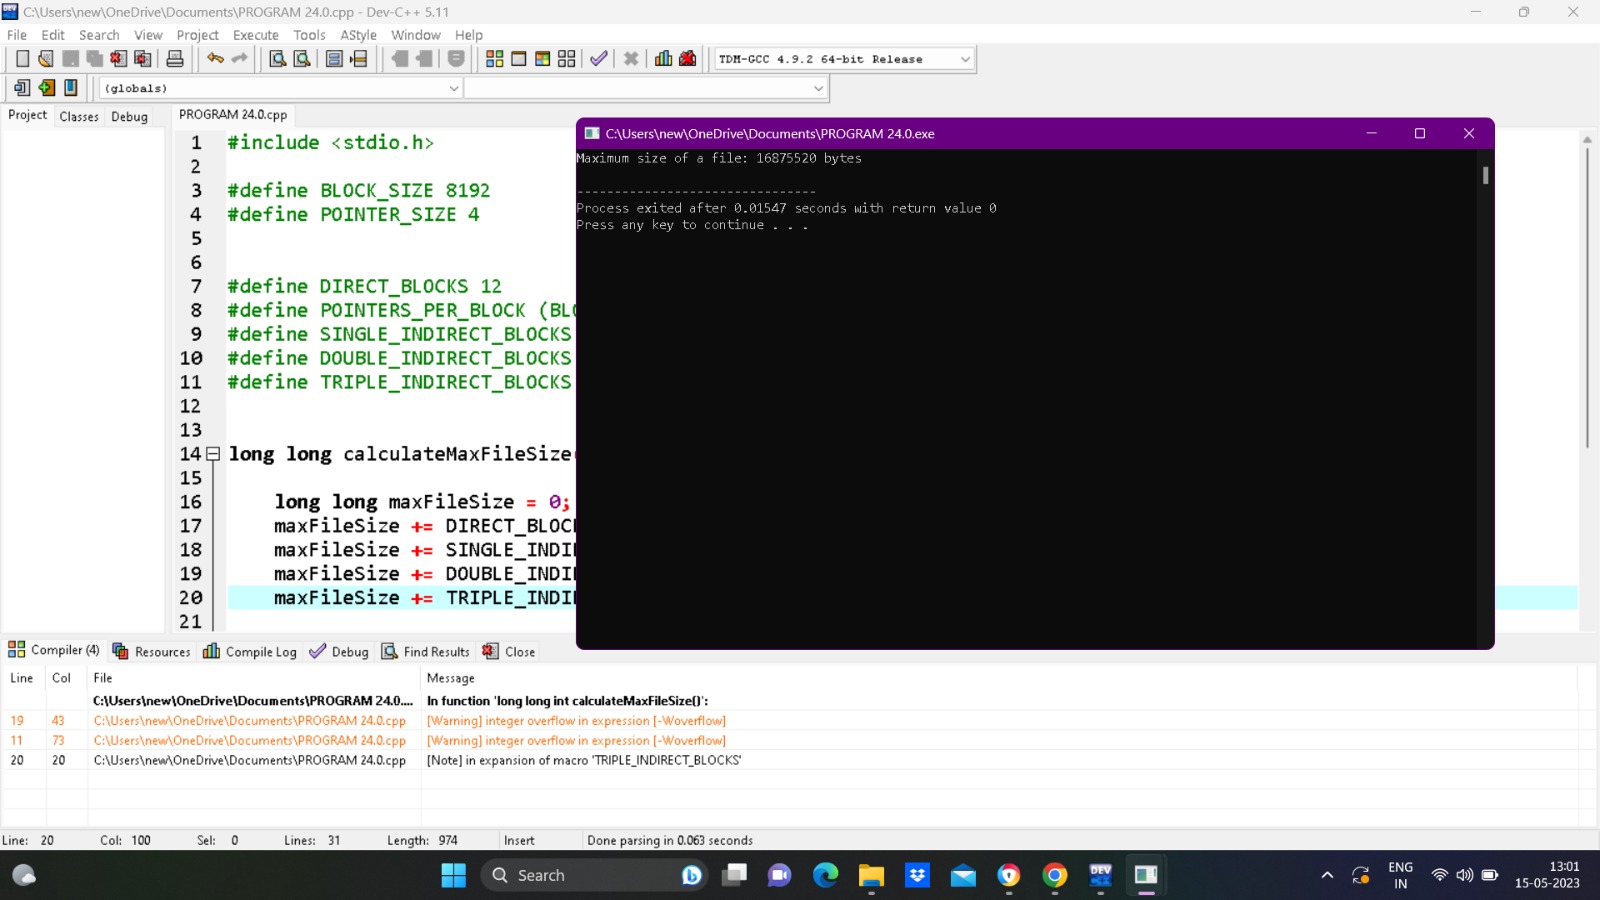 C:\Users\new\OneDrive\Documents\PROGRAM 24.0.cpp - Dev-C++ 5.11
File Edit Search View Project Execute Tools AStyle Window Help
TDM-GCC 4.9.2 64-bit Release
(globals)
Project Classes Debug
PROGRAM 24.0.cpp
1 #include <stdio.h>
2
3 #define BLOCK_SIZE 8192
4 #define POINTER_SIZE 4
5
6
7 #define DIRECT_BLOCKS 12
8 #define POINTERS_PER_BLOCK (BLO
9 #define SINGLE_INDIRECT_BLOCKS
10 #define DOUBLE_INDIRECT_BLOCKS
11 #define TRIPLE_INDIRECT_BLOCKS
12
13
14 long long calculateMaxFileSize
15
16 long long maxFileSize = 0;
17 maxFileSize += DIRECT_BLOC
18 maxFileSize += SINGLE_INDI
19 maxFileSize += DOUBLE_INDI
20 maxFileSize += TRIPLE_INDI
21
C:\Users\new\OneDrive\Documents\PROGRAM 24.0.exe
Maximum size of a file: 16875520 bytes
--------------------------------
Process exited after 0.01547 seconds with return value 0
Press any key to continue . . .
Compiler (4) Resources Compile Log Debug Find Results Close
Line Col File Message
C:\Users\new\OneDrive\Documents\PROGRAM 24.0.... In function 'long long int calculateMaxFileSize()':
19 43 C:\Users\new\OneDrive\Documents\PROGRAM 24.0.cpp [Warning] integer overflow in expression [-Woverflow]
11 73 C:\Users\new\OneDrive\Documents\PROGRAM 24.0.cpp [Warning] integer overflow in expression [-Woverflow]
20 20 C:\Users\new\OneDrive\Documents\PROGRAM 24.0.cpp [Note] in expansion of macro 'TRIPLE_INDIRECT_BLOCKS'
Line: 20 Col: 100 Sel: 0 Lines: 31 Length: 974 Insert Done parsing in 0.063 seconds
Search
DEV
ENG
IN
13:01
15-05-2023